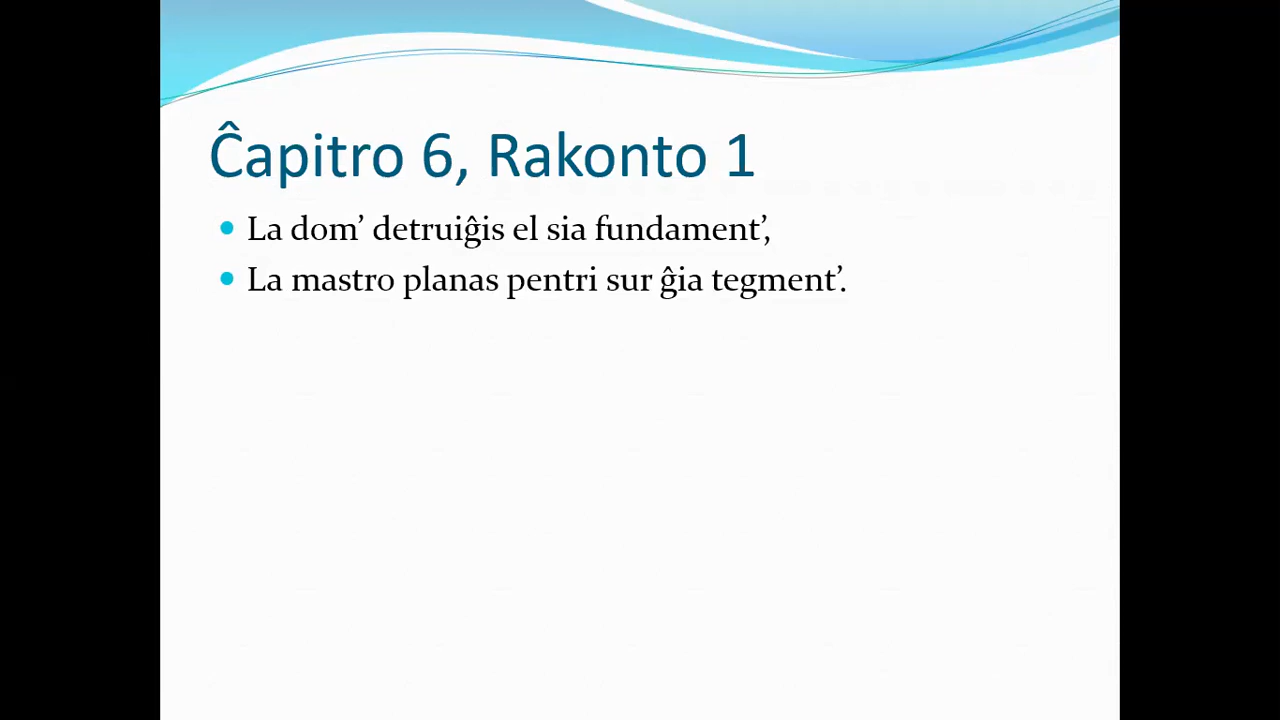 Ĉapitro 6, Rakonto 1
• La dom’ detruiĝis el sia fundament’,
• La mastro planas pentri sur ĝia tegment’.